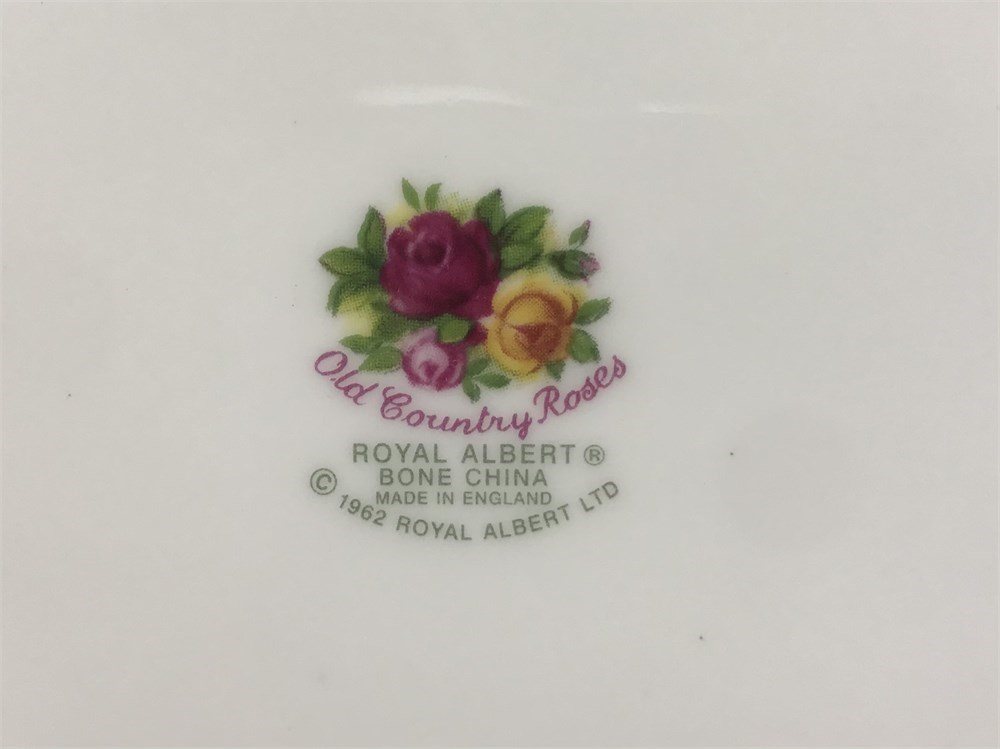 Old Country Roses
ROYAL ALBERT ®
BONE CHINA
MADE IN ENGLAND
© 1962 ROYAL ALBERT LTD